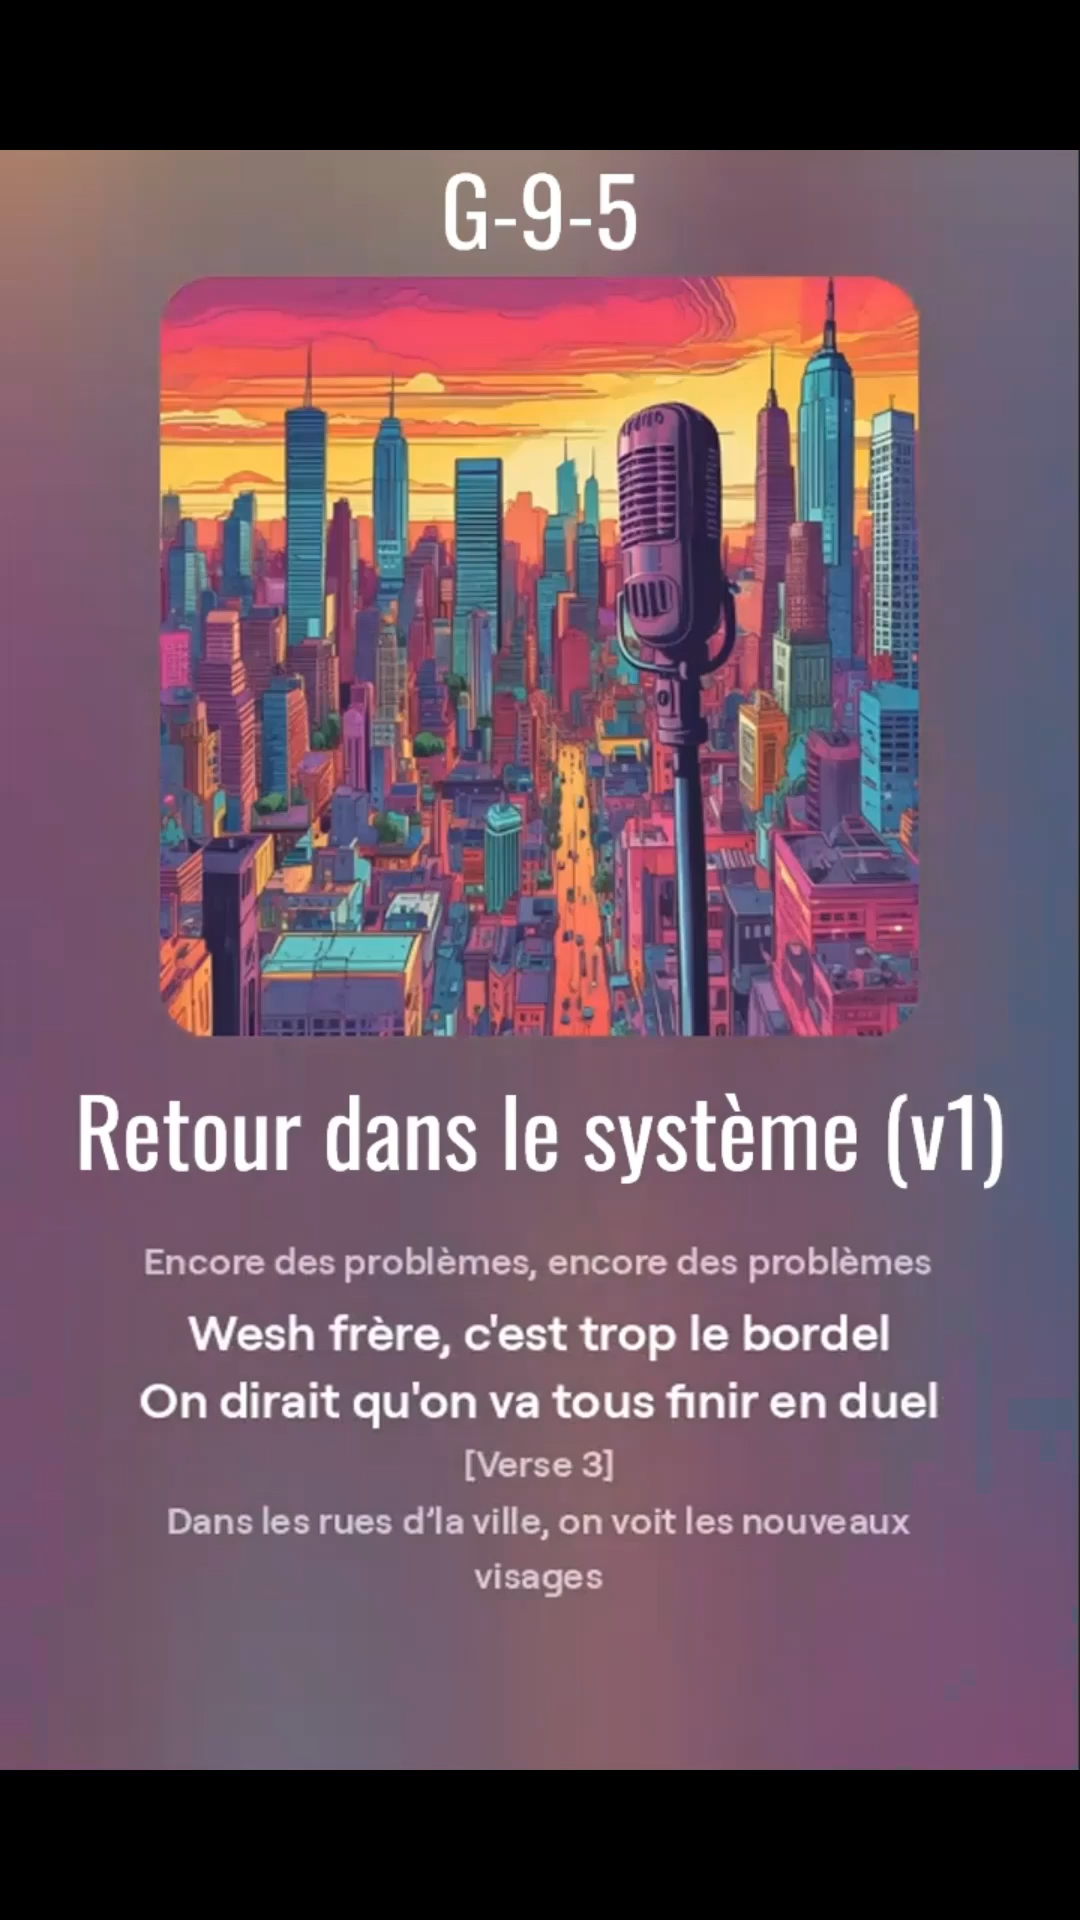 G-9-5
Retour dans le système (v1)
Encore des problèmes, encore des problèmes
Wesh frère, c'est trop le bordel
On dirait qu'on va tous finir en duel
[Verse 3]
Dans les rues d’la ville, on voit les nouveaux
visages